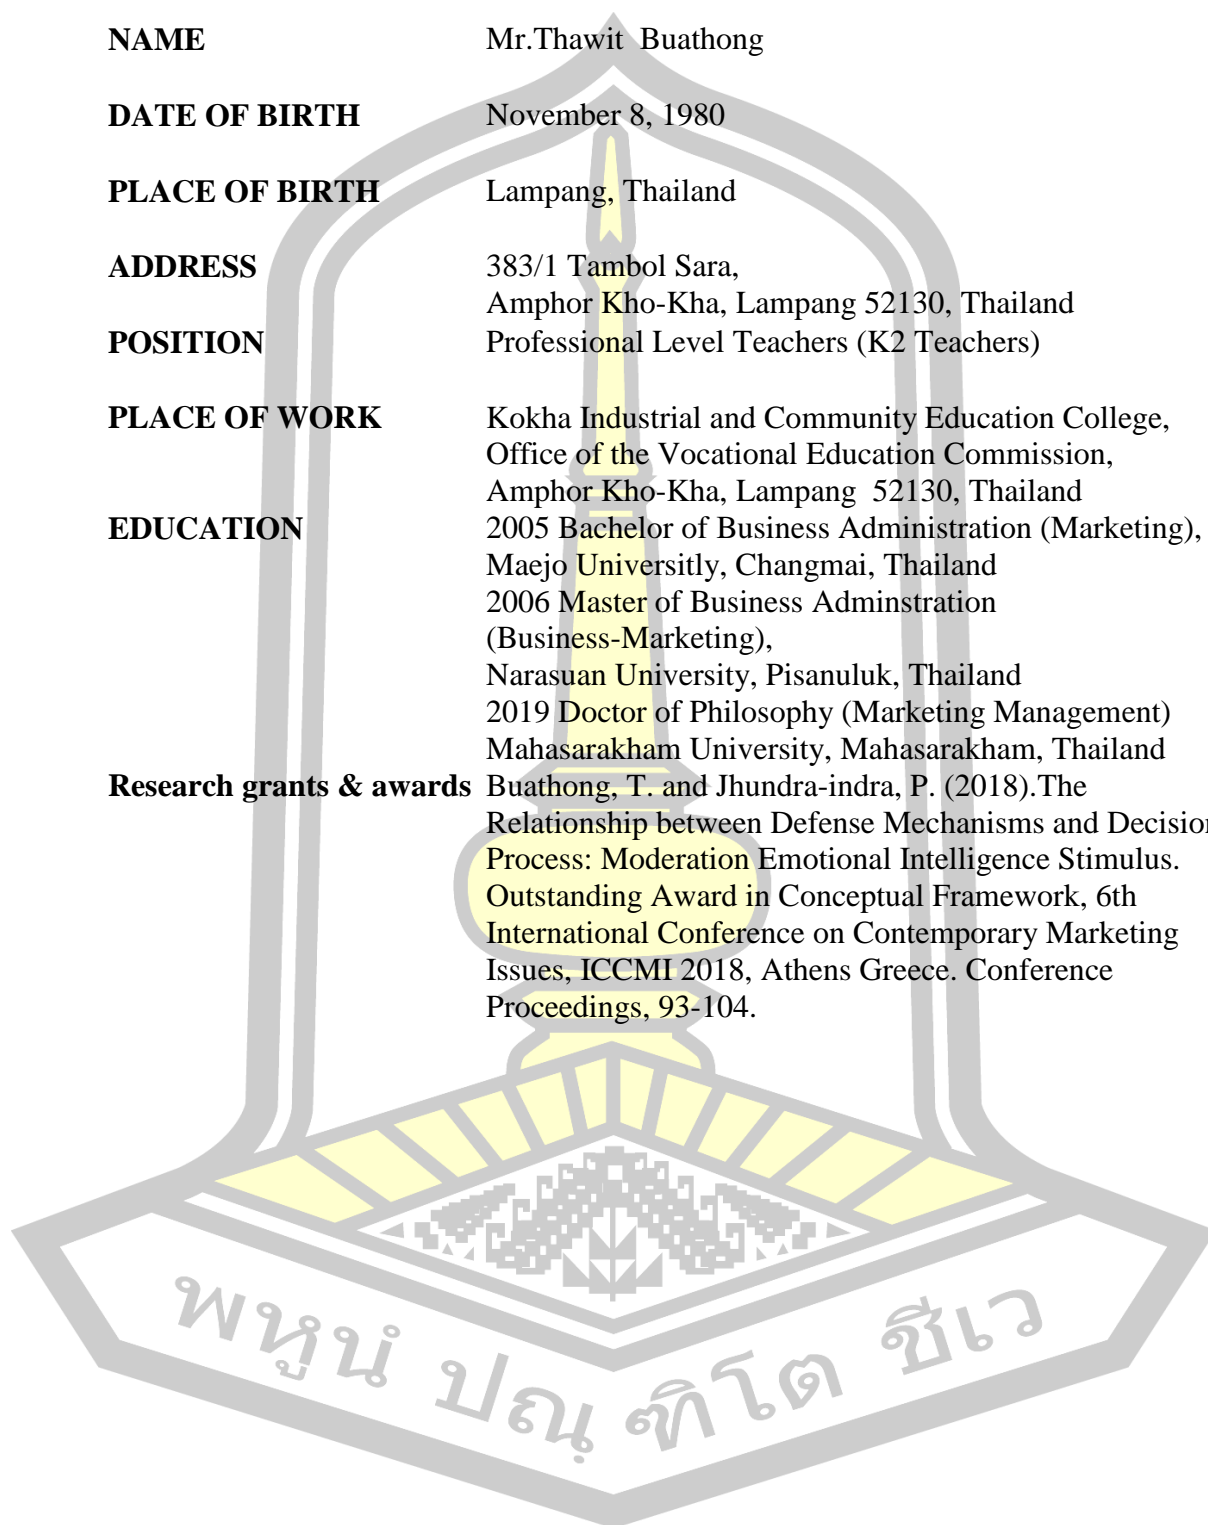 NAME Mr.Thawit Buathong
DATE OF BIRTH November 8, 1980
PLACE OF BIRTH Lampang, Thailand
ADDRESS 383/1 Tambol Sara,
Amphor Kho-Kha, Lampang 52130, Thailand
POSITION Professional Level Teachers (K2 Teachers)
PLACE OF WORK Kokha Industrial and Community Education College,
Office of the Vocational Education Commission,
Amphor Kho-Kha, Lampang 52130, Thailand
EDUCATION 2005 Bachelor of Business Administration (Marketing),
Maejo Universitly, Changmai, Thailand
2006 Master of Business Adminstration
(Business-Marketing),
Narasuan University, Pisanuluk, Thailand
2019 Doctor of Philosophy (Marketing Management)
Mahasarakham University, Mahasarakham, Thailand
Research grants & awards Buathong, T. and Jhundra-indra, P. (2018).The
Relationship between Defense Mechanisms and Decision
Process: Moderation Emotional Intelligence Stimulus.
Outstanding Award in Conceptual Framework, 6th
International Conference on Contemporary Marketing
Issues, ICCMI 2018, Athens Greece. Conference
Proceedings, 93-104.
พหูนํ ปณฺฑิโต ชีเว